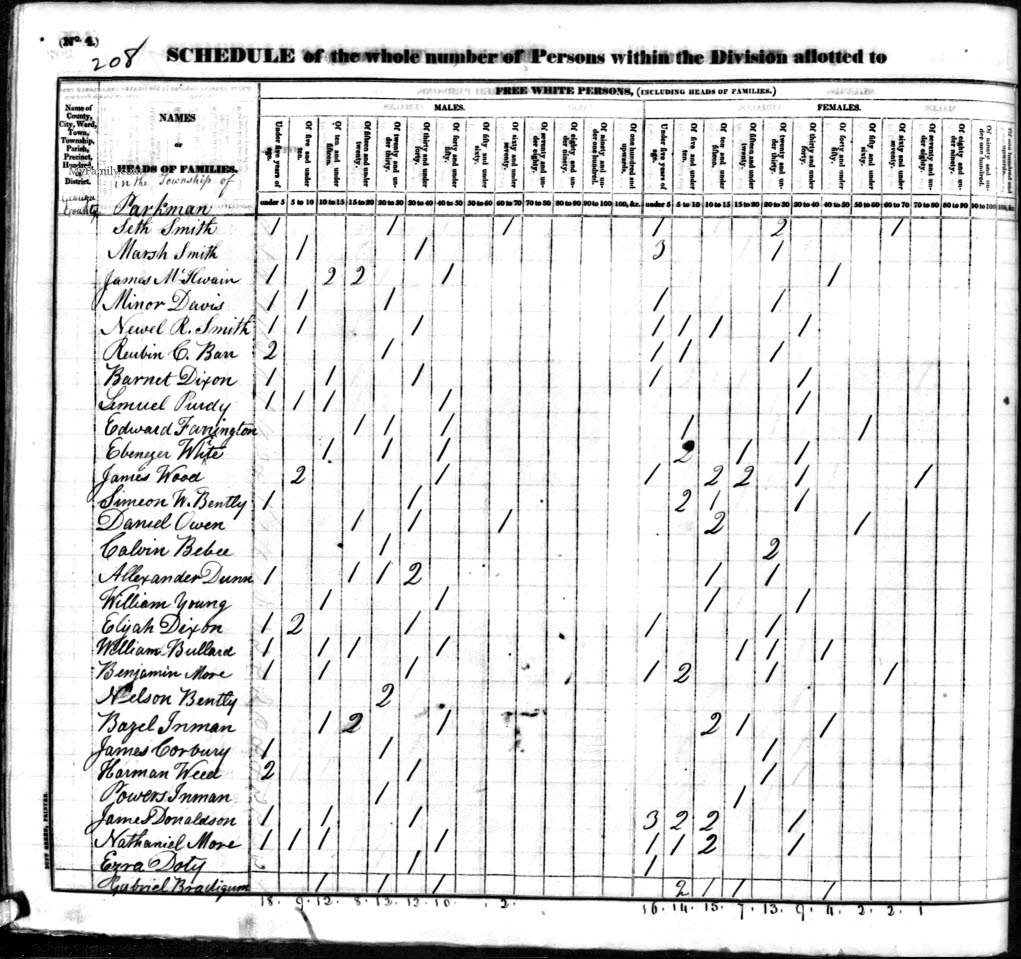 (No. 4.)
208
SCHEDULE of the whole number of Persons within the Division allotted to
FREE WHITE PERSONS, (INCLUDING HEADS OF FAMILIES.)
MALES. FEMALES.
Name of County, City, Ward, Town, Township, Parish, Precinct, Hundred, District.
NAMES
OF
HEADS OF FAMILIES.
Under five years of age. Of five and under ten. Of ten and under fifteen. Of fifteen and under twenty. Of twenty and under thirty. Of thirty and under forty. Of forty and under fifty. Of fifty and under sixty. Of sixty and under seventy. Of seventy and under eighty. Of eighty and under ninety. Of ninety and under one hundred. Of one hundred and upwards. Under five years of age. Of five and under ten. Of ten and under fifteen. Of fifteen and under twenty. Of twenty and under thirty. Of thirty and under forty. Of forty and under fifty. Of fifty and under sixty. Of sixty and under seventy. Of seventy and under eighty. Of eighty and under ninety. Of ninety and under one hundred. Of one hundred and upwards.
in the Township of
Geauga County
Parkman
under 5 5 to 10 10 to 15 15 to 20 20 to 30 30 to 40 40 to 50 50 to 60 60 to 70 70 to 80 80 to 90 90 to 100 100, &c. under 5 5 to 10 10 to 15 15 to 20 20 to 30 30 to 40 40 to 50 50 to 60 60 to 70 70 to 80 80 to 90 90 to 100 100, &c.
Seth Smith 1 1 1 1 2 1
Marsh Smith 1 1 3 1
James McIlwain 1 2 2 1 1
Minor Davis 1 1 1 1 1
Newel R. Smith 1 1 1 1 1 1 1
Reubin C. Barr 2 1 1 1 1
Barnet Dixon 1 1 1 1 1
Lemuel Purdy 1 1 1 1 1
Edward Farrington 1 1 1 1 1
Ebenezer White 1 1 1 2 1 1
James Wood 2 1 1 2 2 1 1
Simeon W. Bently 1 1 2 1 1
Daniel Owen 1 1 1 2 1
Calvin Bebee 1 2
Allexander Dunn 1 1 1 2 1 1
William Young 1 1 1 1
Elijah Dixon 1 2 1 1 1
William Bullard 1 1 1 1 1 1 1
Benjamin More 1 1 1 1 2 1 1
Nelson Bently 2
Bazel Inman 1 2 1 2 1 1
James Corbury 1 1 1
Harman Weed 2 1 1
Powers Inman 1 1
James Donaldson 1 1 1 3 2 2 1
Nathaniel More 1 1 1 1 1 1 2 1
Ezra Doty 1 1
Gabriel Bradigum 1 1 1 2 1 1 1
18. 9. 12. 8. 13. 12. 10. . 2. 16. 14. 15. 7. 13. 9. 4. 2. 2. 1